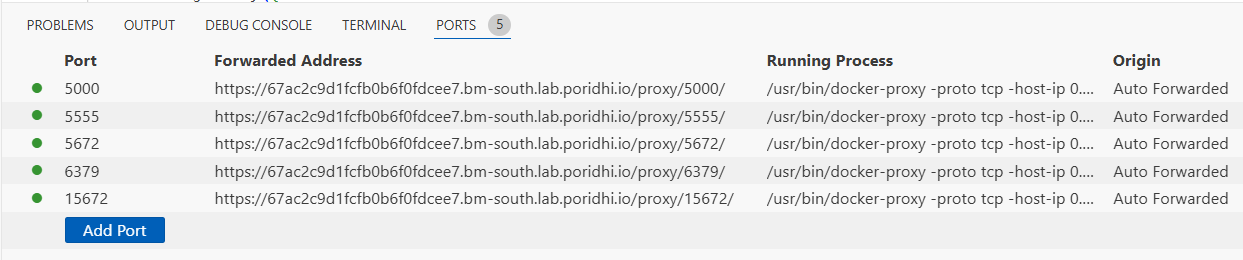 PROBLEMS OUTPUT DEBUG CONSOLE TERMINAL PORTS 5
Port Forwarded Address Running Process Origin
5000 https://67ac2c9d1fcfb0b6f0fdcee7.bm-south.lab.poridhi.io/proxy/5000/ /usr/bin/docker-proxy -proto tcp -host-ip 0.... Auto Forwarded
5555 https://67ac2c9d1fcfb0b6f0fdcee7.bm-south.lab.poridhi.io/proxy/5555/ /usr/bin/docker-proxy -proto tcp -host-ip 0.... Auto Forwarded
5672 https://67ac2c9d1fcfb0b6f0fdcee7.bm-south.lab.poridhi.io/proxy/5672/ /usr/bin/docker-proxy -proto tcp -host-ip 0.... Auto Forwarded
6379 https://67ac2c9d1fcfb0b6f0fdcee7.bm-south.lab.poridhi.io/proxy/6379/ /usr/bin/docker-proxy -proto tcp -host-ip 0.... Auto Forwarded
15672 https://67ac2c9d1fcfb0b6f0fdcee7.bm-south.lab.poridhi.io/proxy/15672/ /usr/bin/docker-proxy -proto tcp -host-ip 0.... Auto Forwarded
Add Port